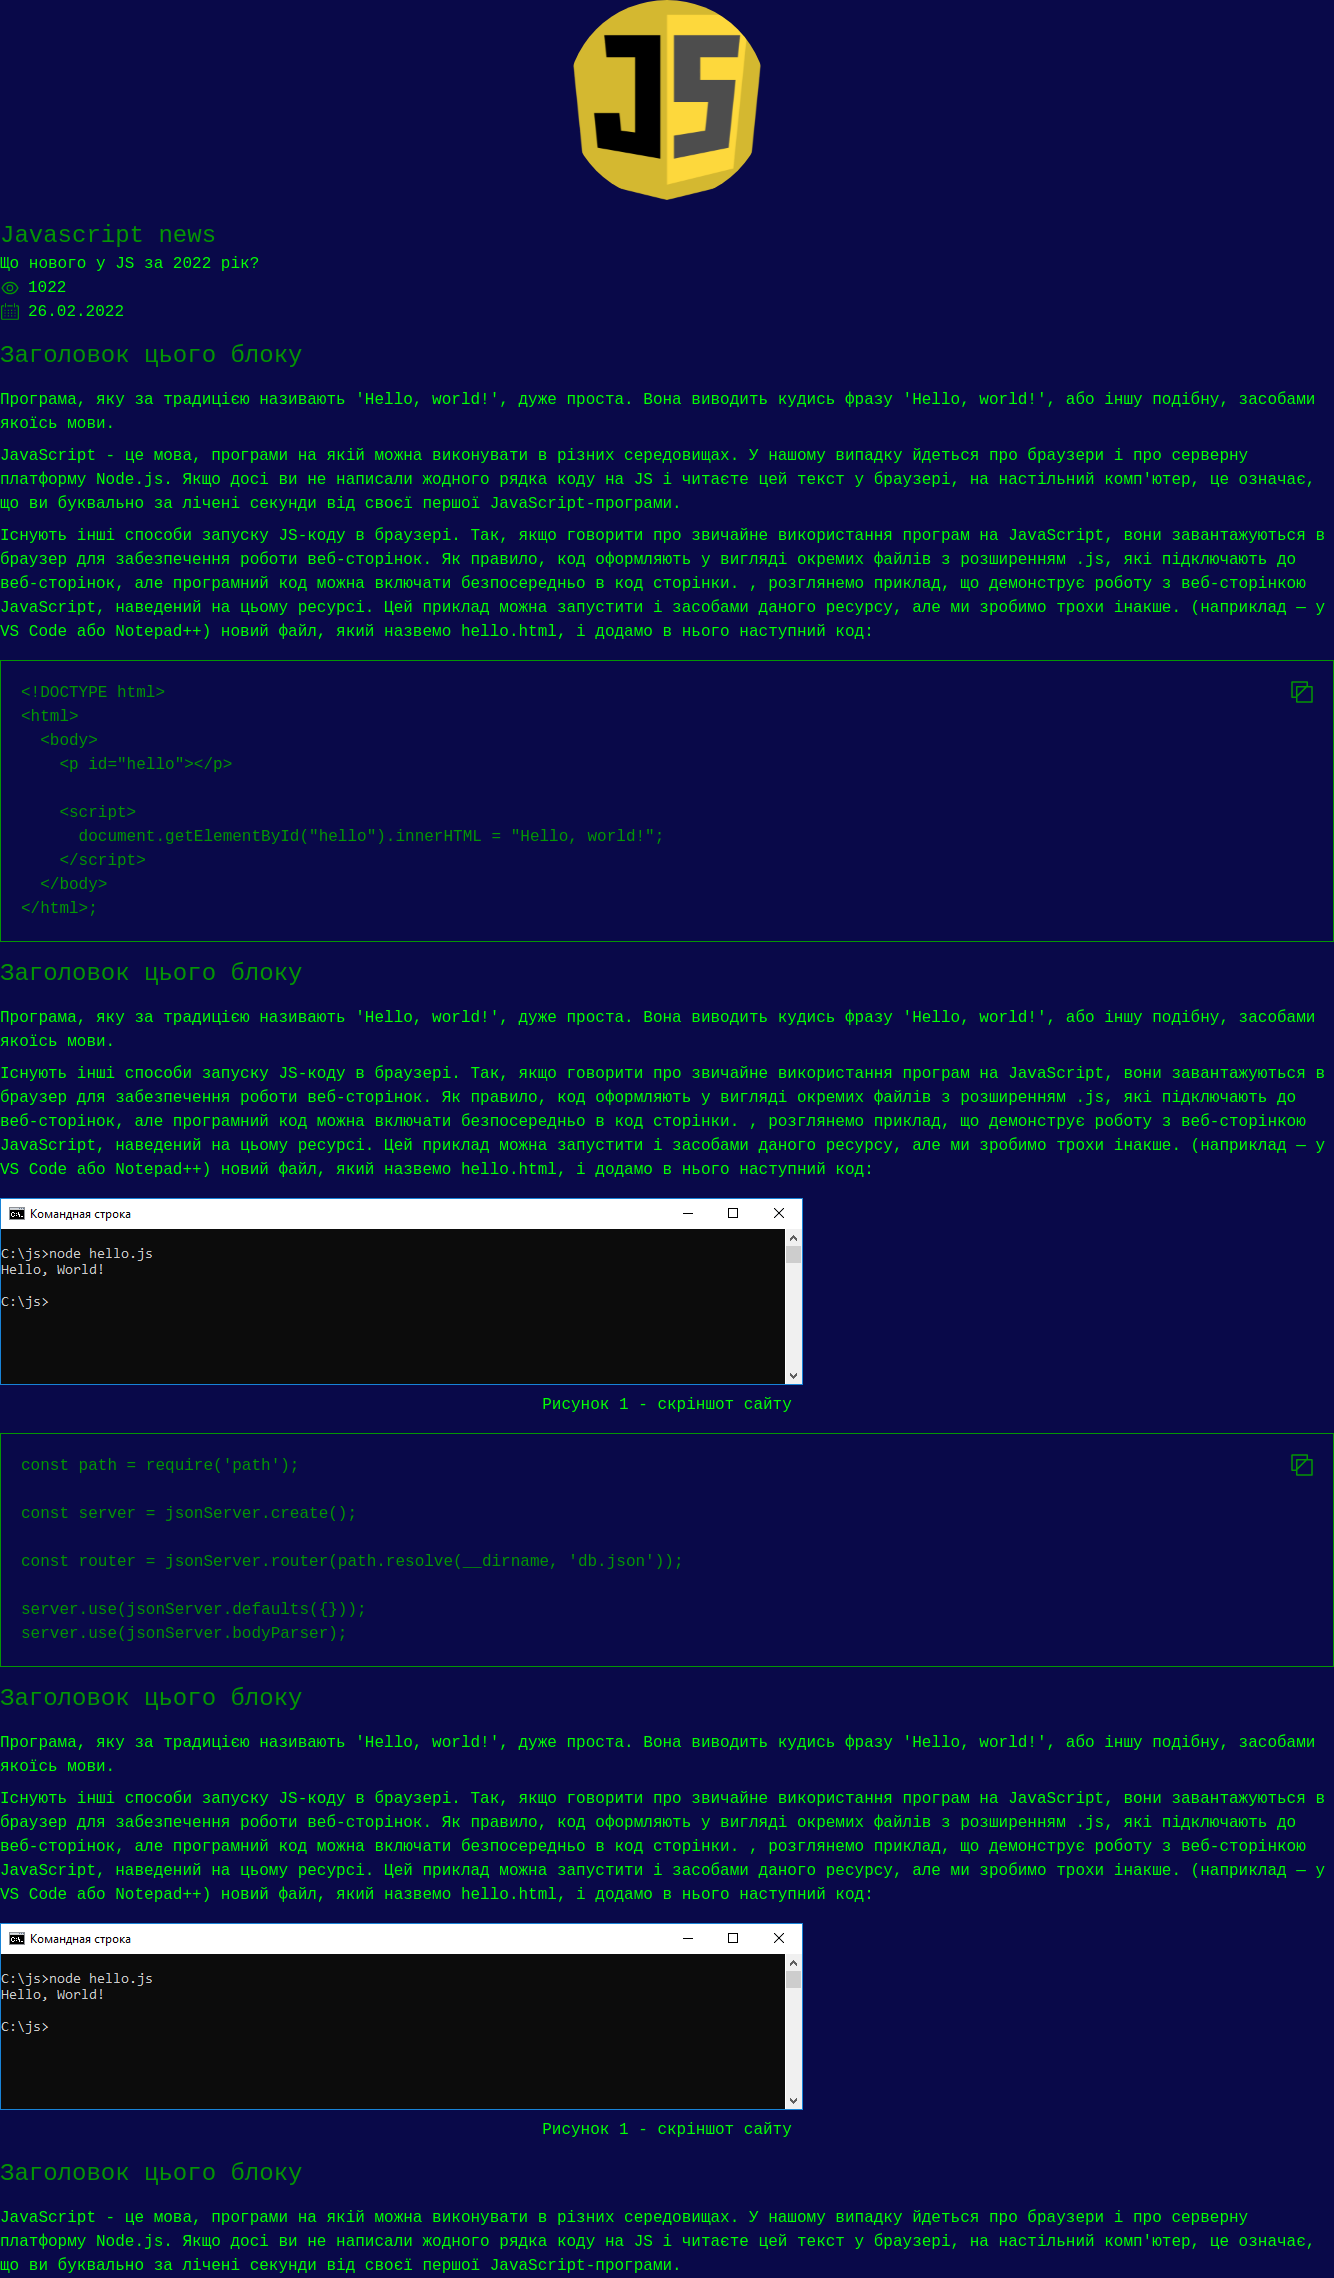 JS
Javascript news
Що нового у JS за 2022 рік?
1022
26.02.2022
Заголовок цього блоку
Програма, яку за традицією називають 'Hello, world!', дуже проста. Вона виводить кудись фразу 'Hello, world!', або іншу подібну, засобами
якоїсь мови.
JavaScript - це мова, програми на якій можна виконувати в різних середовищах. У нашому випадку йдеться про браузери і про серверну
платформу Node.js. Якщо досі ви не написали жодного рядка коду на JS і читаєте цей текст у браузері, на настільний комп'ютер, це означає,
що ви буквально за лічені секунди від своєї першої JavaScript-програми.
Існують інші способи запуску JS-коду в браузері. Так, якщо говорити про звичайне використання програм на JavaScript, вони завантажуються в
браузер для забезпечення роботи веб-сторінок. Як правило, код оформляють у вигляді окремих файлів з розширенням .js, які підключають до
веб-сторінок, але програмний код можна включати безпосередньо в код сторінки. , розглянемо приклад, що демонструє роботу з веб-сторінкою
JavaScript, наведений на цьому ресурсі. Цей приклад можна запустити і засобами даного ресурсу, але ми зробимо трохи інакше. (наприклад — у
VS Code або Notepad++) новий файл, який назвемо hello.html, і додамо в нього наступний код:
<!DOCTYPE html>
<html>
  <body>
    <p id="hello"></p>
    <script>
      document.getElementById("hello").innerHTML = "Hello, world!";
    </script>
  </body>
</html>;
Заголовок цього блоку
Програма, яку за традицією називають 'Hello, world!', дуже проста. Вона виводить кудись фразу 'Hello, world!', або іншу подібну, засобами
якоїсь мови.
Існують інші способи запуску JS-коду в браузері. Так, якщо говорити про звичайне використання програм на JavaScript, вони завантажуються в
браузер для забезпечення роботи веб-сторінок. Як правило, код оформляють у вигляді окремих файлів з розширенням .js, які підключають до
веб-сторінок, але програмний код можна включати безпосередньо в код сторінки. , розглянемо приклад, що демонструє роботу з веб-сторінкою
JavaScript, наведений на цьому ресурсі. Цей приклад можна запустити і засобами даного ресурсу, але ми зробимо трохи інакше. (наприклад — у
VS Code або Notepad++) новий файл, який назвемо hello.html, і додамо в нього наступний код:
Командная строка
C:\js>node hello.js
Hello, World!
C:\js>
Рисунок 1 - скріншот сайту
const path = require('path');
const server = jsonServer.create();
const router = jsonServer.router(path.resolve(__dirname, 'db.json'));
server.use(jsonServer.defaults({}));
server.use(jsonServer.bodyParser);
Заголовок цього блоку
Програма, яку за традицією називають 'Hello, world!', дуже проста. Вона виводить кудись фразу 'Hello, world!', або іншу подібну, засобами
якоїсь мови.
Існують інші способи запуску JS-коду в браузері. Так, якщо говорити про звичайне використання програм на JavaScript, вони завантажуються в
браузер для забезпечення роботи веб-сторінок. Як правило, код оформляють у вигляді окремих файлів з розширенням .js, які підключають до
веб-сторінок, але програмний код можна включати безпосередньо в код сторінки. , розглянемо приклад, що демонструє роботу з веб-сторінкою
JavaScript, наведений на цьому ресурсі. Цей приклад можна запустити і засобами даного ресурсу, але ми зробимо трохи інакше. (наприклад — у
VS Code або Notepad++) новий файл, який назвемо hello.html, і додамо в нього наступний код:
Командная строка
C:\js>node hello.js
Hello, World!
C:\js>
Рисунок 1 - скріншот сайту
Заголовок цього блоку
JavaScript - це мова, програми на якій можна виконувати в різних середовищах. У нашому випадку йдеться про браузери і про серверну
платформу Node.js. Якщо досі ви не написали жодного рядка коду на JS і читаєте цей текст у браузері, на настільний комп'ютер, це означає,
що ви буквально за лічені секунди від своєї першої JavaScript-програми.